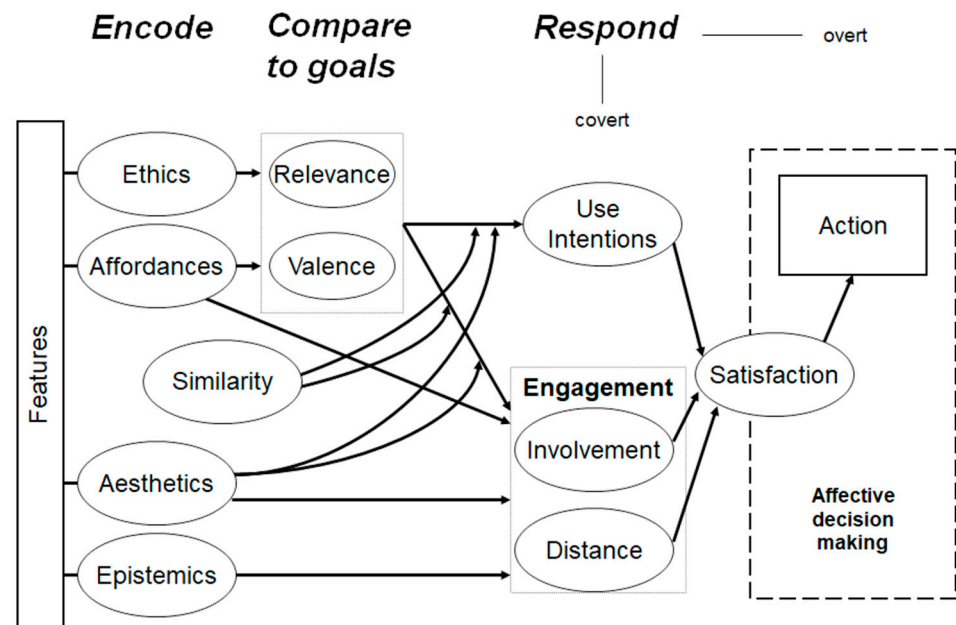 Encode
Compare
to goals
Respond
overt
covert
Features
Ethics
Relevance
Affordances
Valence
Use
Intentions
Action
Similarity
Engagement
Satisfaction
Involvement
Aesthetics
Affective
decision
making
Distance
Epistemics